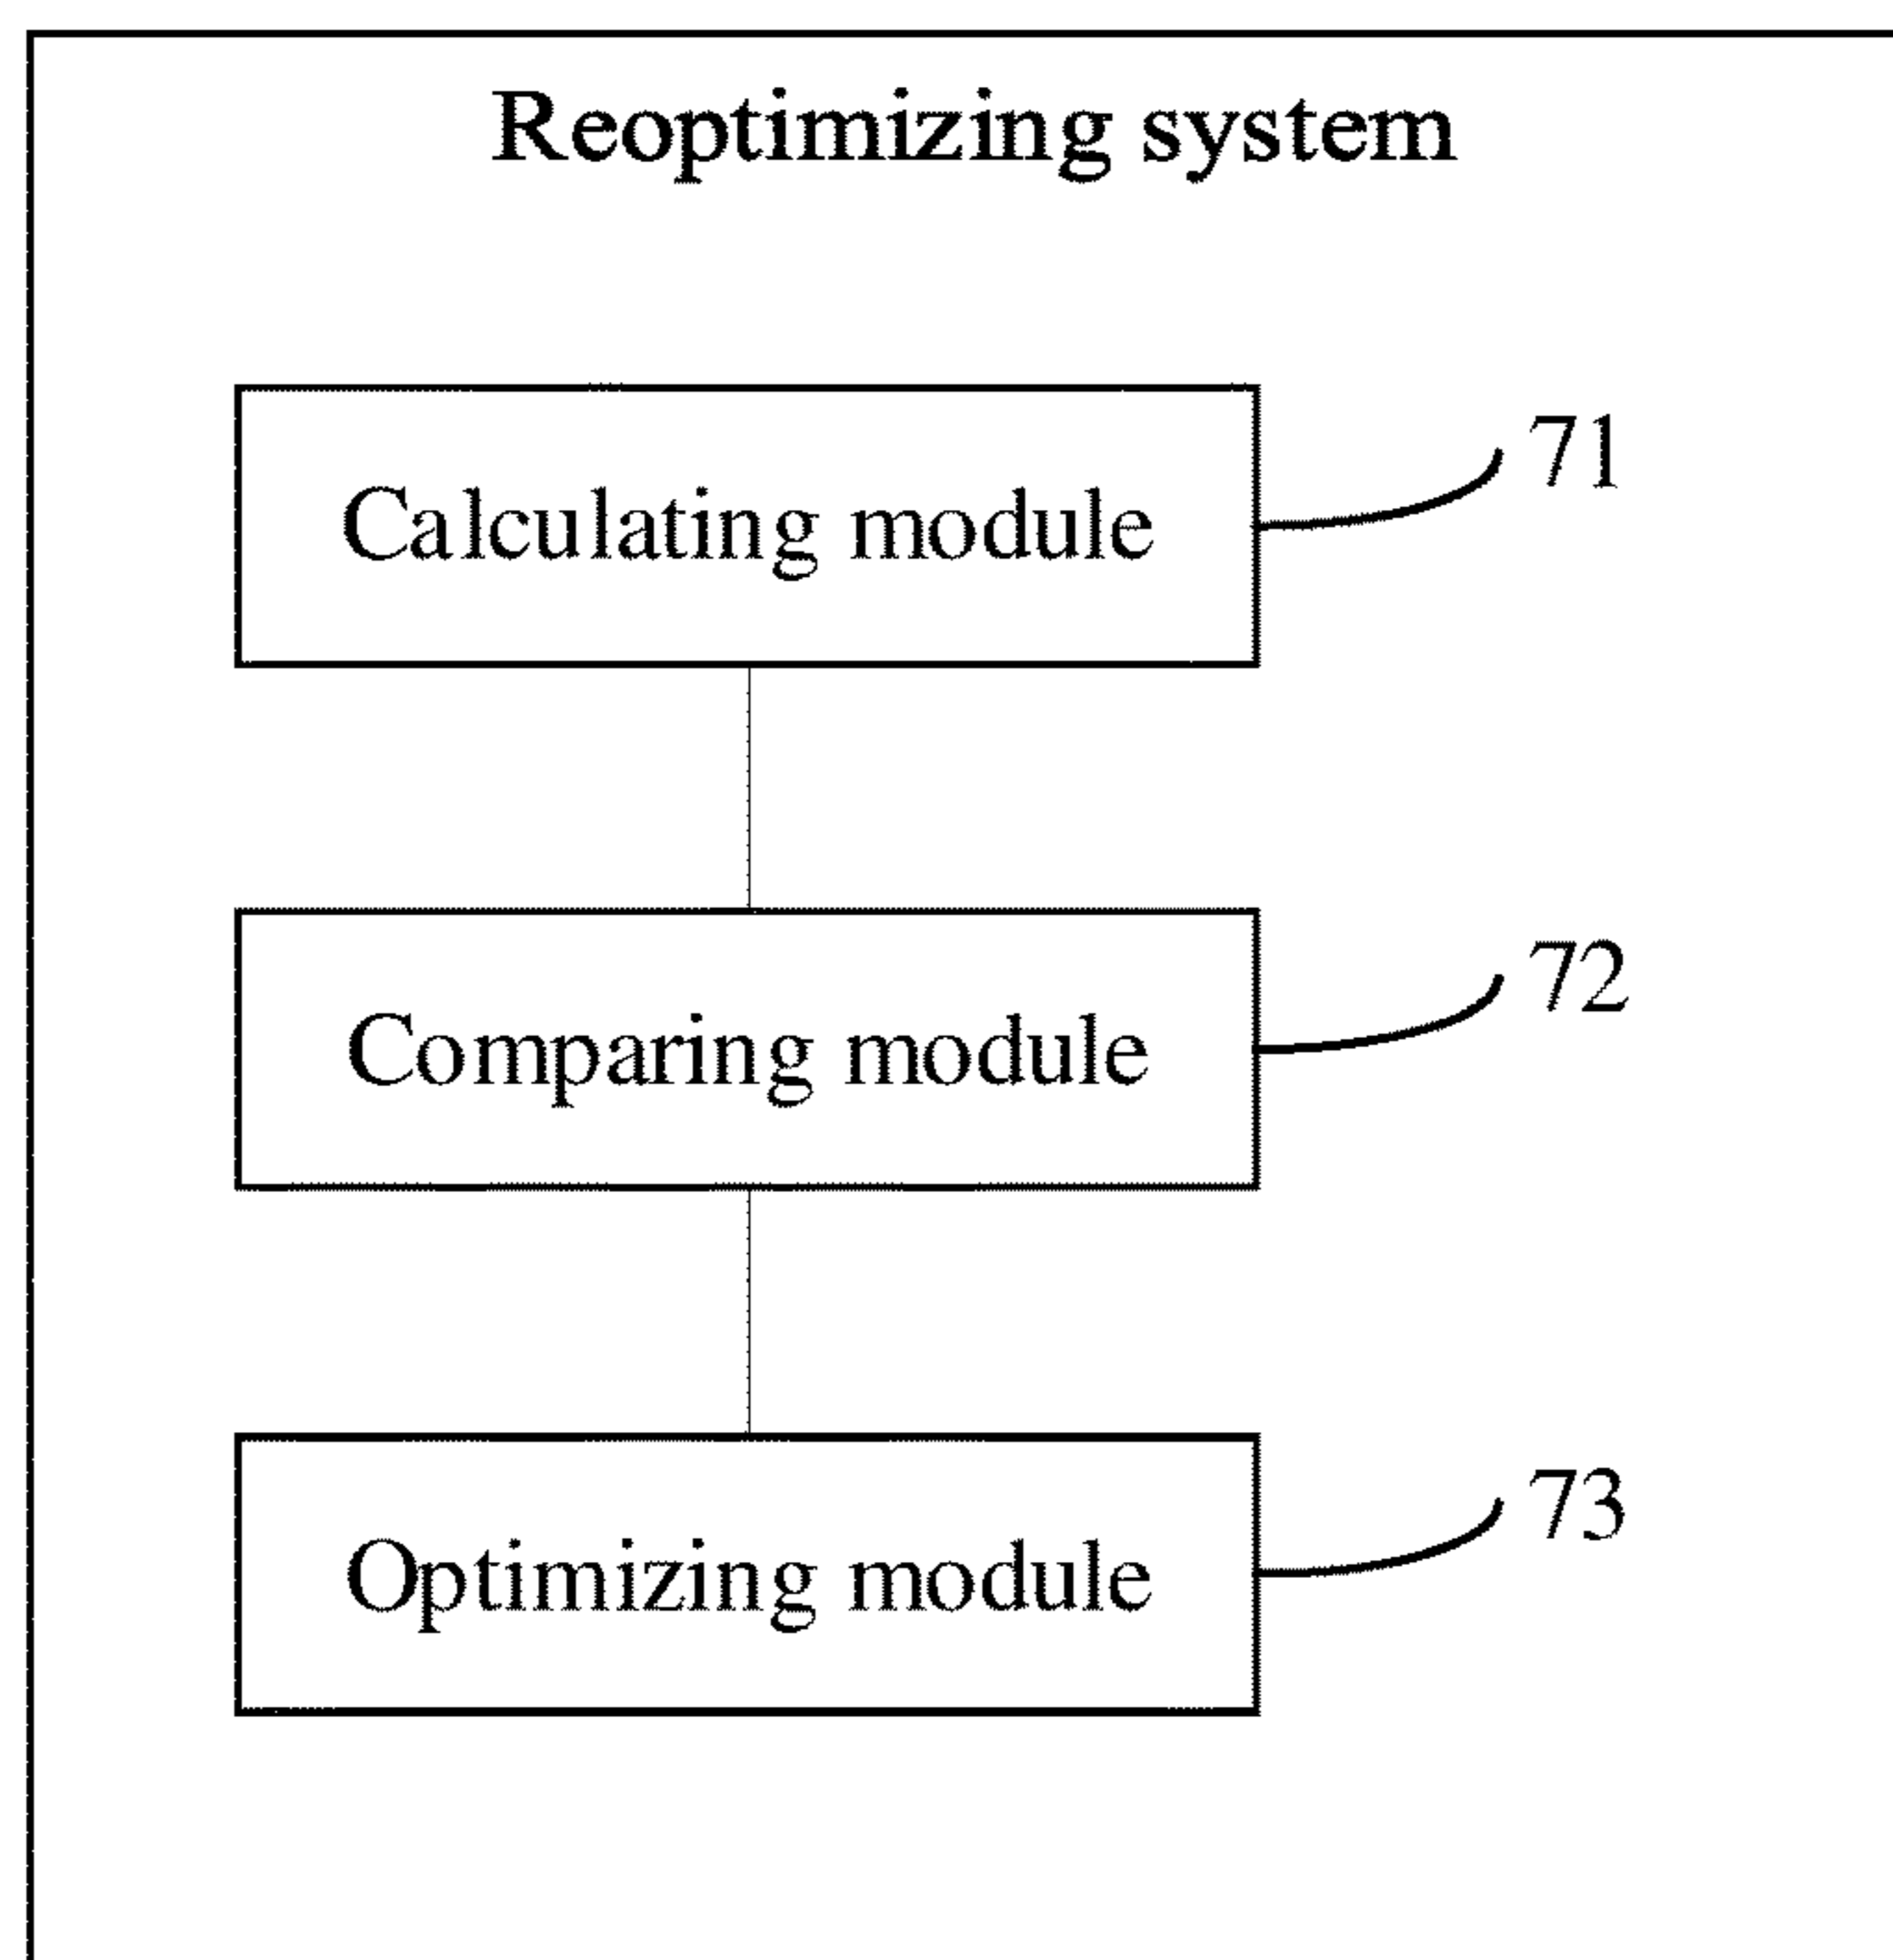 Reoptimizing system
Calculating module
71
Comparing module
72
Optimizing module
73